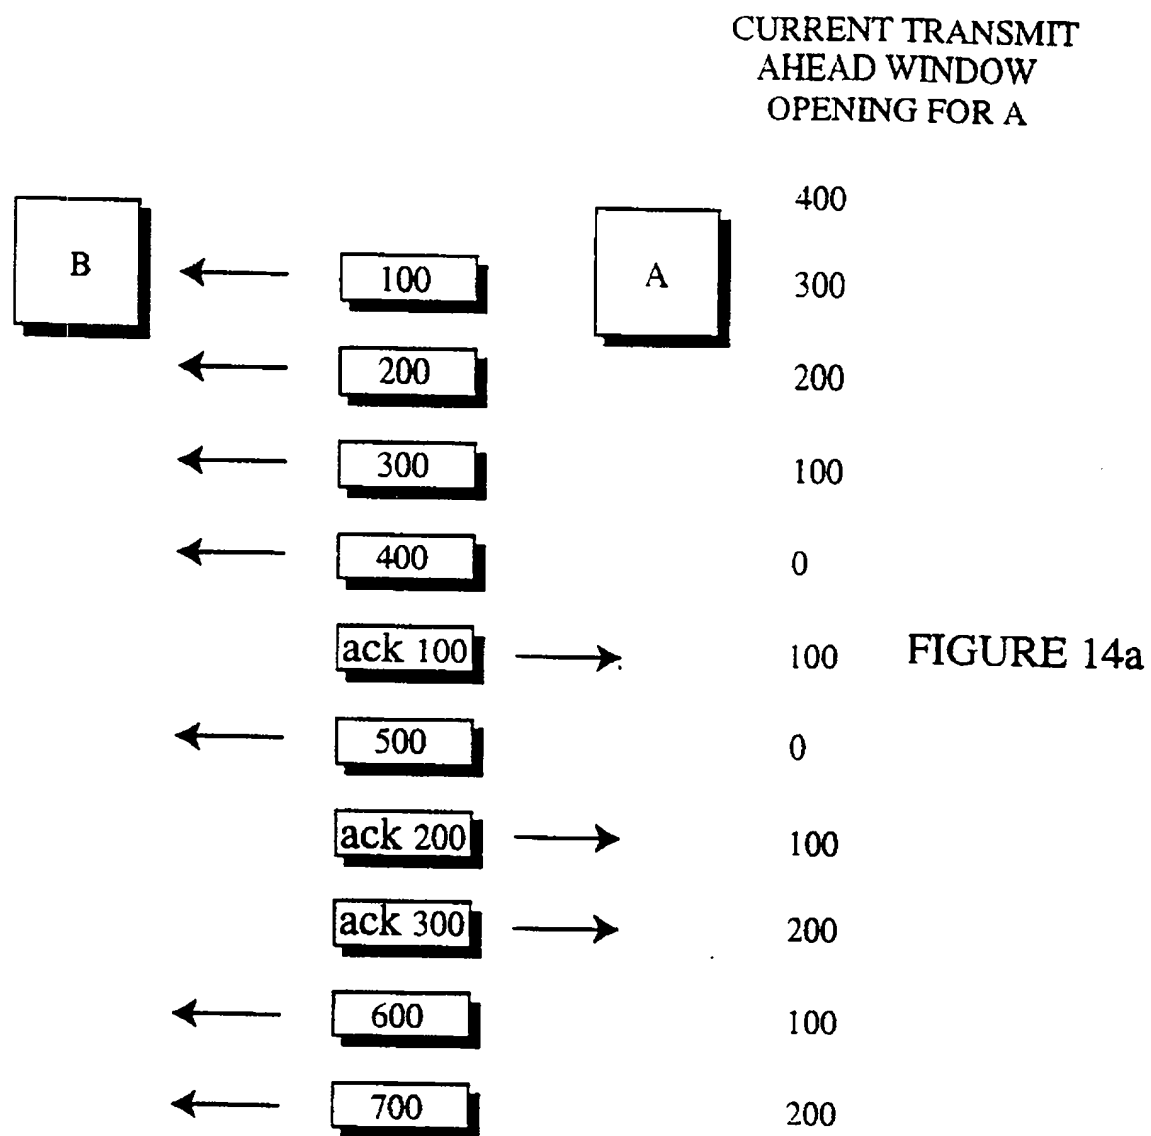 CURRENT TRANSMIT
AHEAD WINDOW
OPENING FOR A
400
B
100
A
300
200
200
300
100
400
0
ack 100
100
FIGURE 14a
500
0
ack 200
100
ack 300
200
600
100
700
200